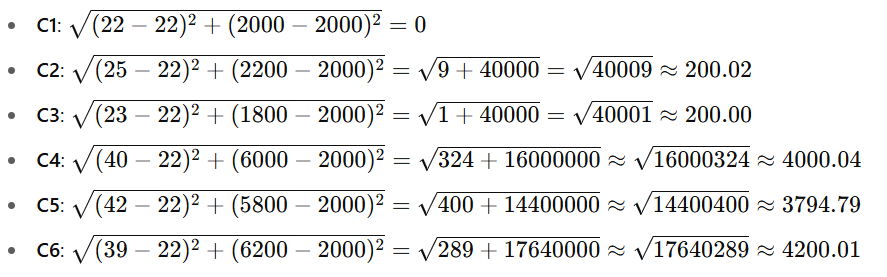 • C1: √((22 − 22)² + (2000 − 2000)²) = 0
• C2: √((25 − 22)² + (2200 − 2000)²) = √(9 + 40000) = √40009 ≈ 200.02
• C3: √((23 − 22)² + (1800 − 2000)²) = √(1 + 40000) = √40001 ≈ 200.00
• C4: √((40 − 22)² + (6000 − 2000)²) = √(324 + 16000000) ≈ √16000324 ≈ 4000.04
• C5: √((42 − 22)² + (5800 − 2000)²) = √(400 + 14400000) ≈ √14400400 ≈ 3794.79
• C6: √((39 − 22)² + (6200 − 2000)²) = √(289 + 17640000) ≈ √17640289 ≈ 4200.01